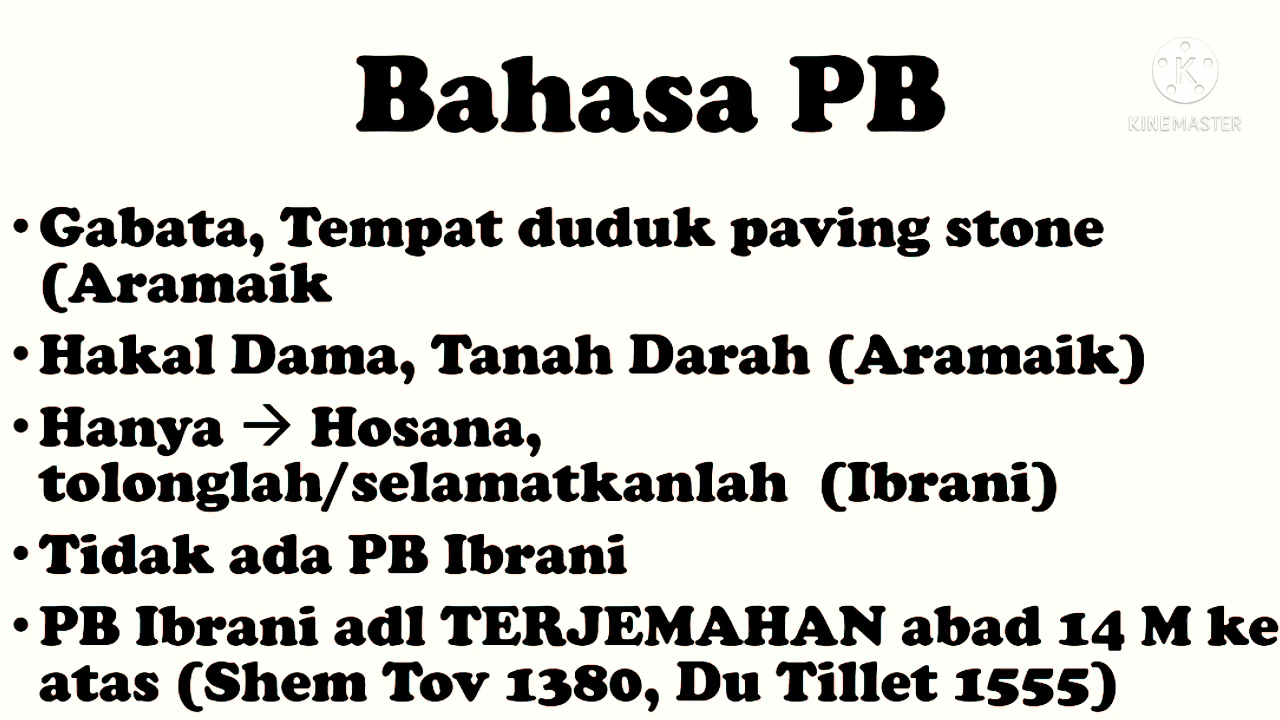 Bahasa PB
KINEMASTER
• Gabata, Tempat duduk paving stone
(Aramaik
• Hakal Dama, Tanah Darah (Aramaik)
• Hanya → Hosana,
tolonglah/selamatkanlah (Ibrani)
• Tidak ada PB Ibrani
• PB Ibrani adl TERJEMAHAN abad 14 M ke
atas (Shem Tov 1380, Du Tillet 1555)